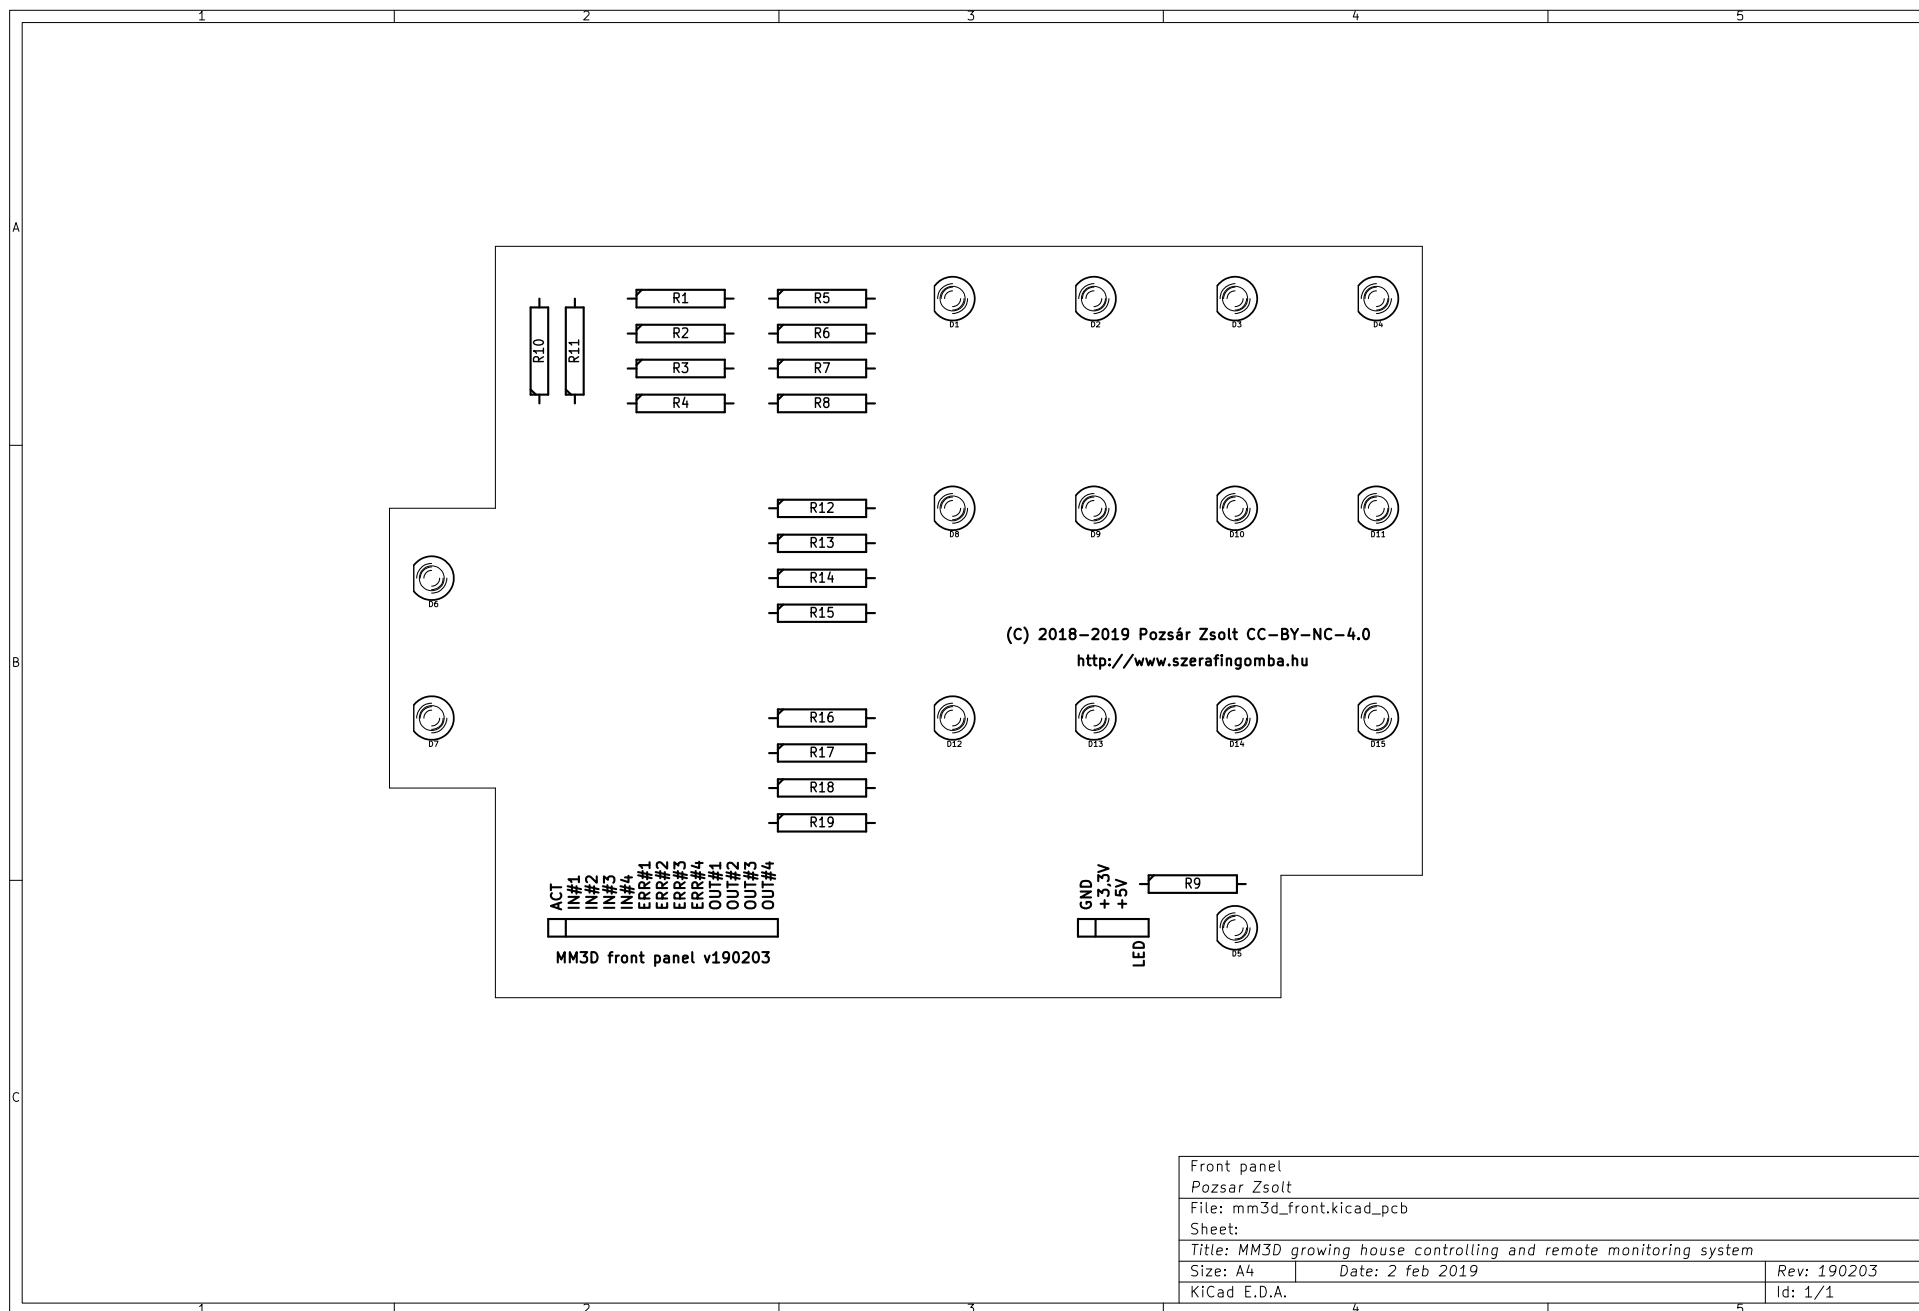 1 2 3 4 5
A
R1 R5
D1 D2 D3 D4
R10 R11 R2 R6
R3 R7
R4 R8
B
R12
D8 D9 D10 D11
R13
R14
D6
R15
(C) 2018-2019 Pozsár Zsolt CC-BY-NC-4.0
http://www.szerafingomba.hu
R16
D7 D12 D13 D14 D15
R17
R18
R19
ACT
IN#1
IN#2
IN#3
IN#4
ERR#1
ERR#2
ERR#3
ERR#4
OUT#1
OUT#2
OUT#3
OUT#4
GND
+3.3V
+5V
R9
LED
D5
MM3D front panel v190203
C
Front panel
Pozsar Zsolt
File: mm3d_front.kicad_pcb
Sheet:
Title: MM3D growing house controlling and remote monitoring system
Size: A4 Date: 2 feb 2019 Rev: 190203
KiCad E.D.A. Id: 1/1
1 2 3 4 5